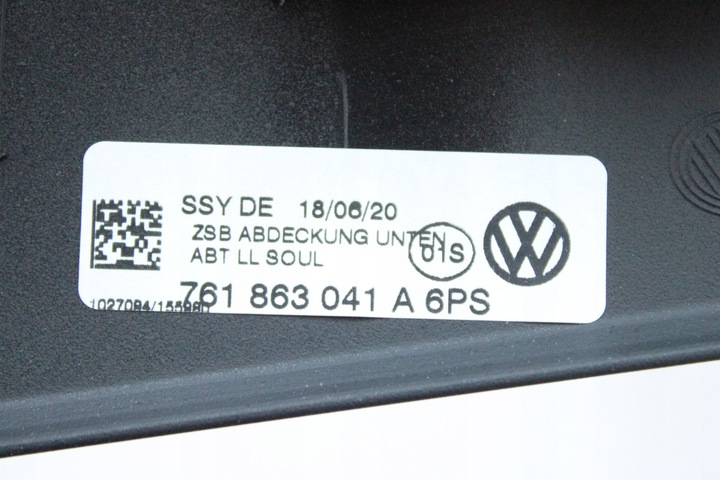 SSY DE 18/06/20
ZSB ABDECKUNG UNTEN
ABT LL SOUL
01S
761 863 041 A 6PS